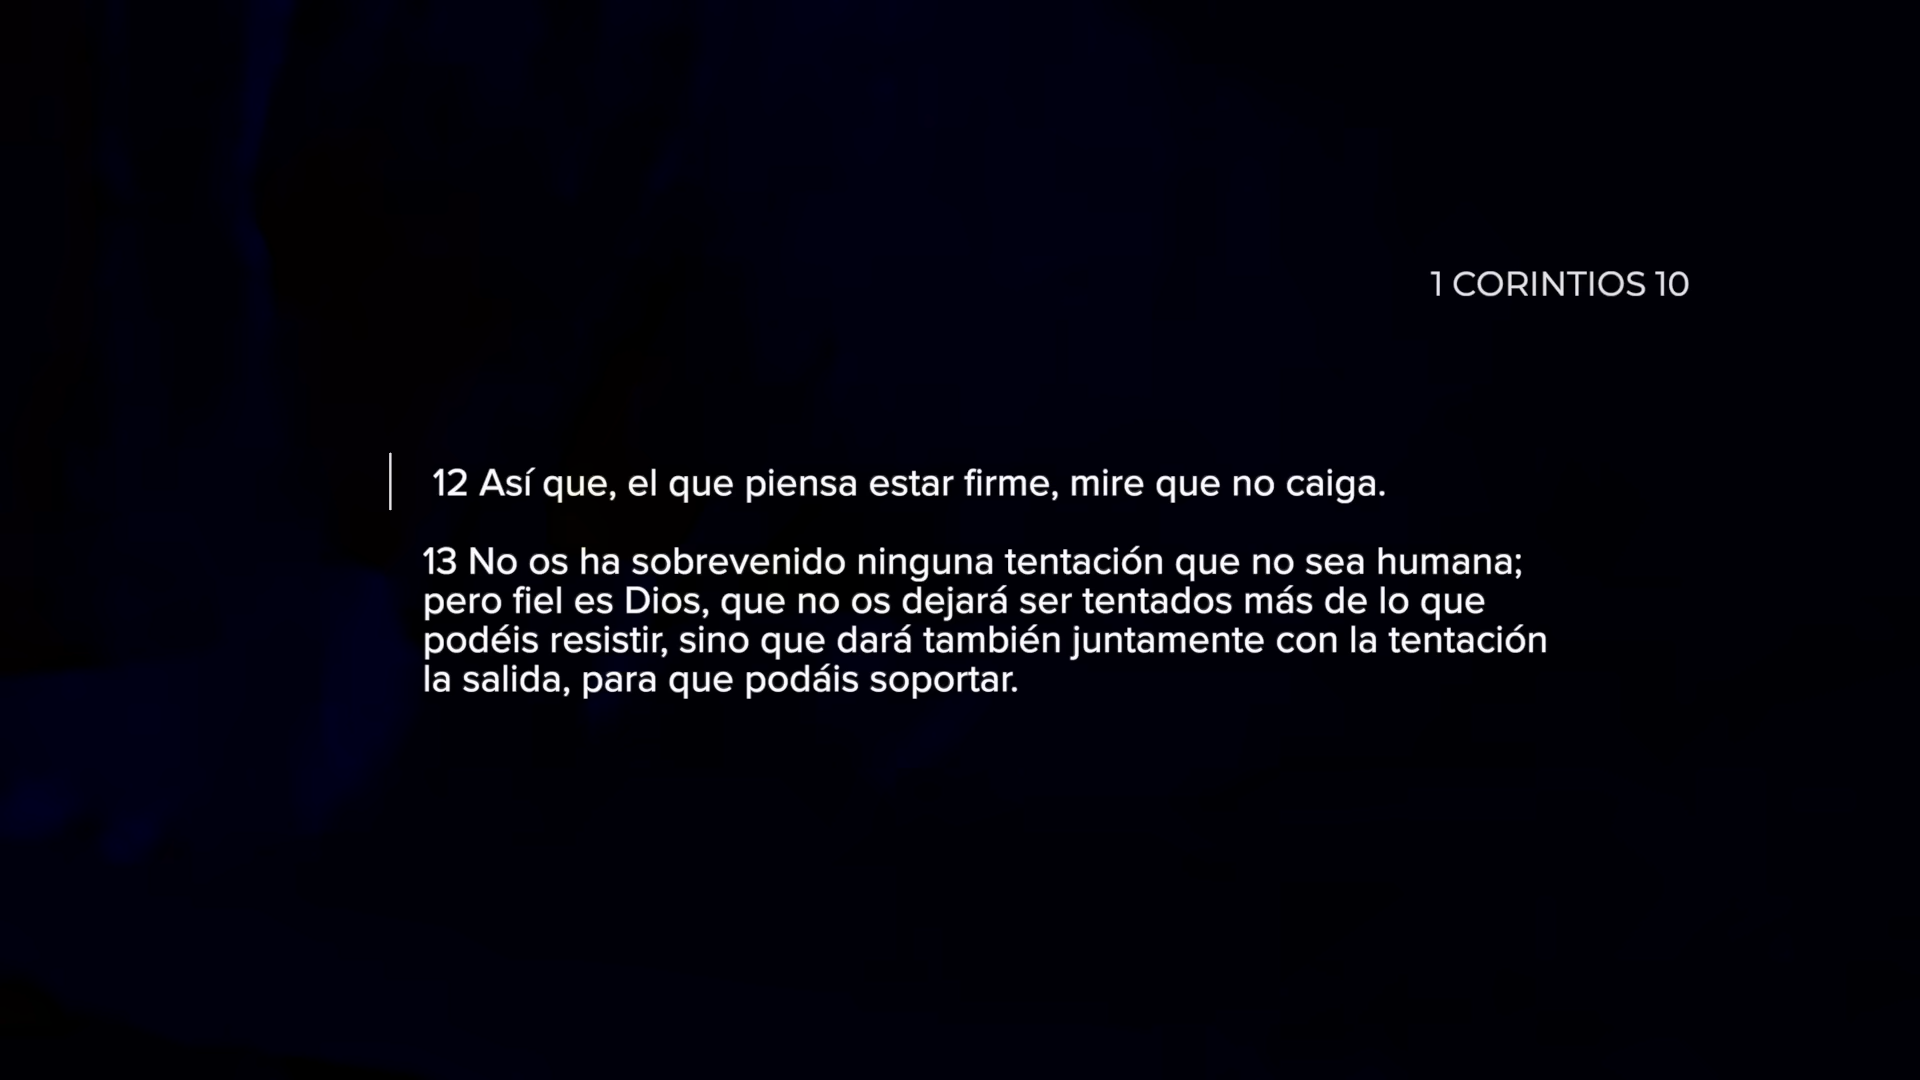 1 CORINTIOS 10
12 Así que, el que piensa estar firme, mire que no caiga.
13 No os ha sobrevenido ninguna tentación que no sea humana;
pero fiel es Dios, que no os dejará ser tentados más de lo que
podéis resistir, sino que dará también juntamente con la tentación
la salida, para que podáis soportar.